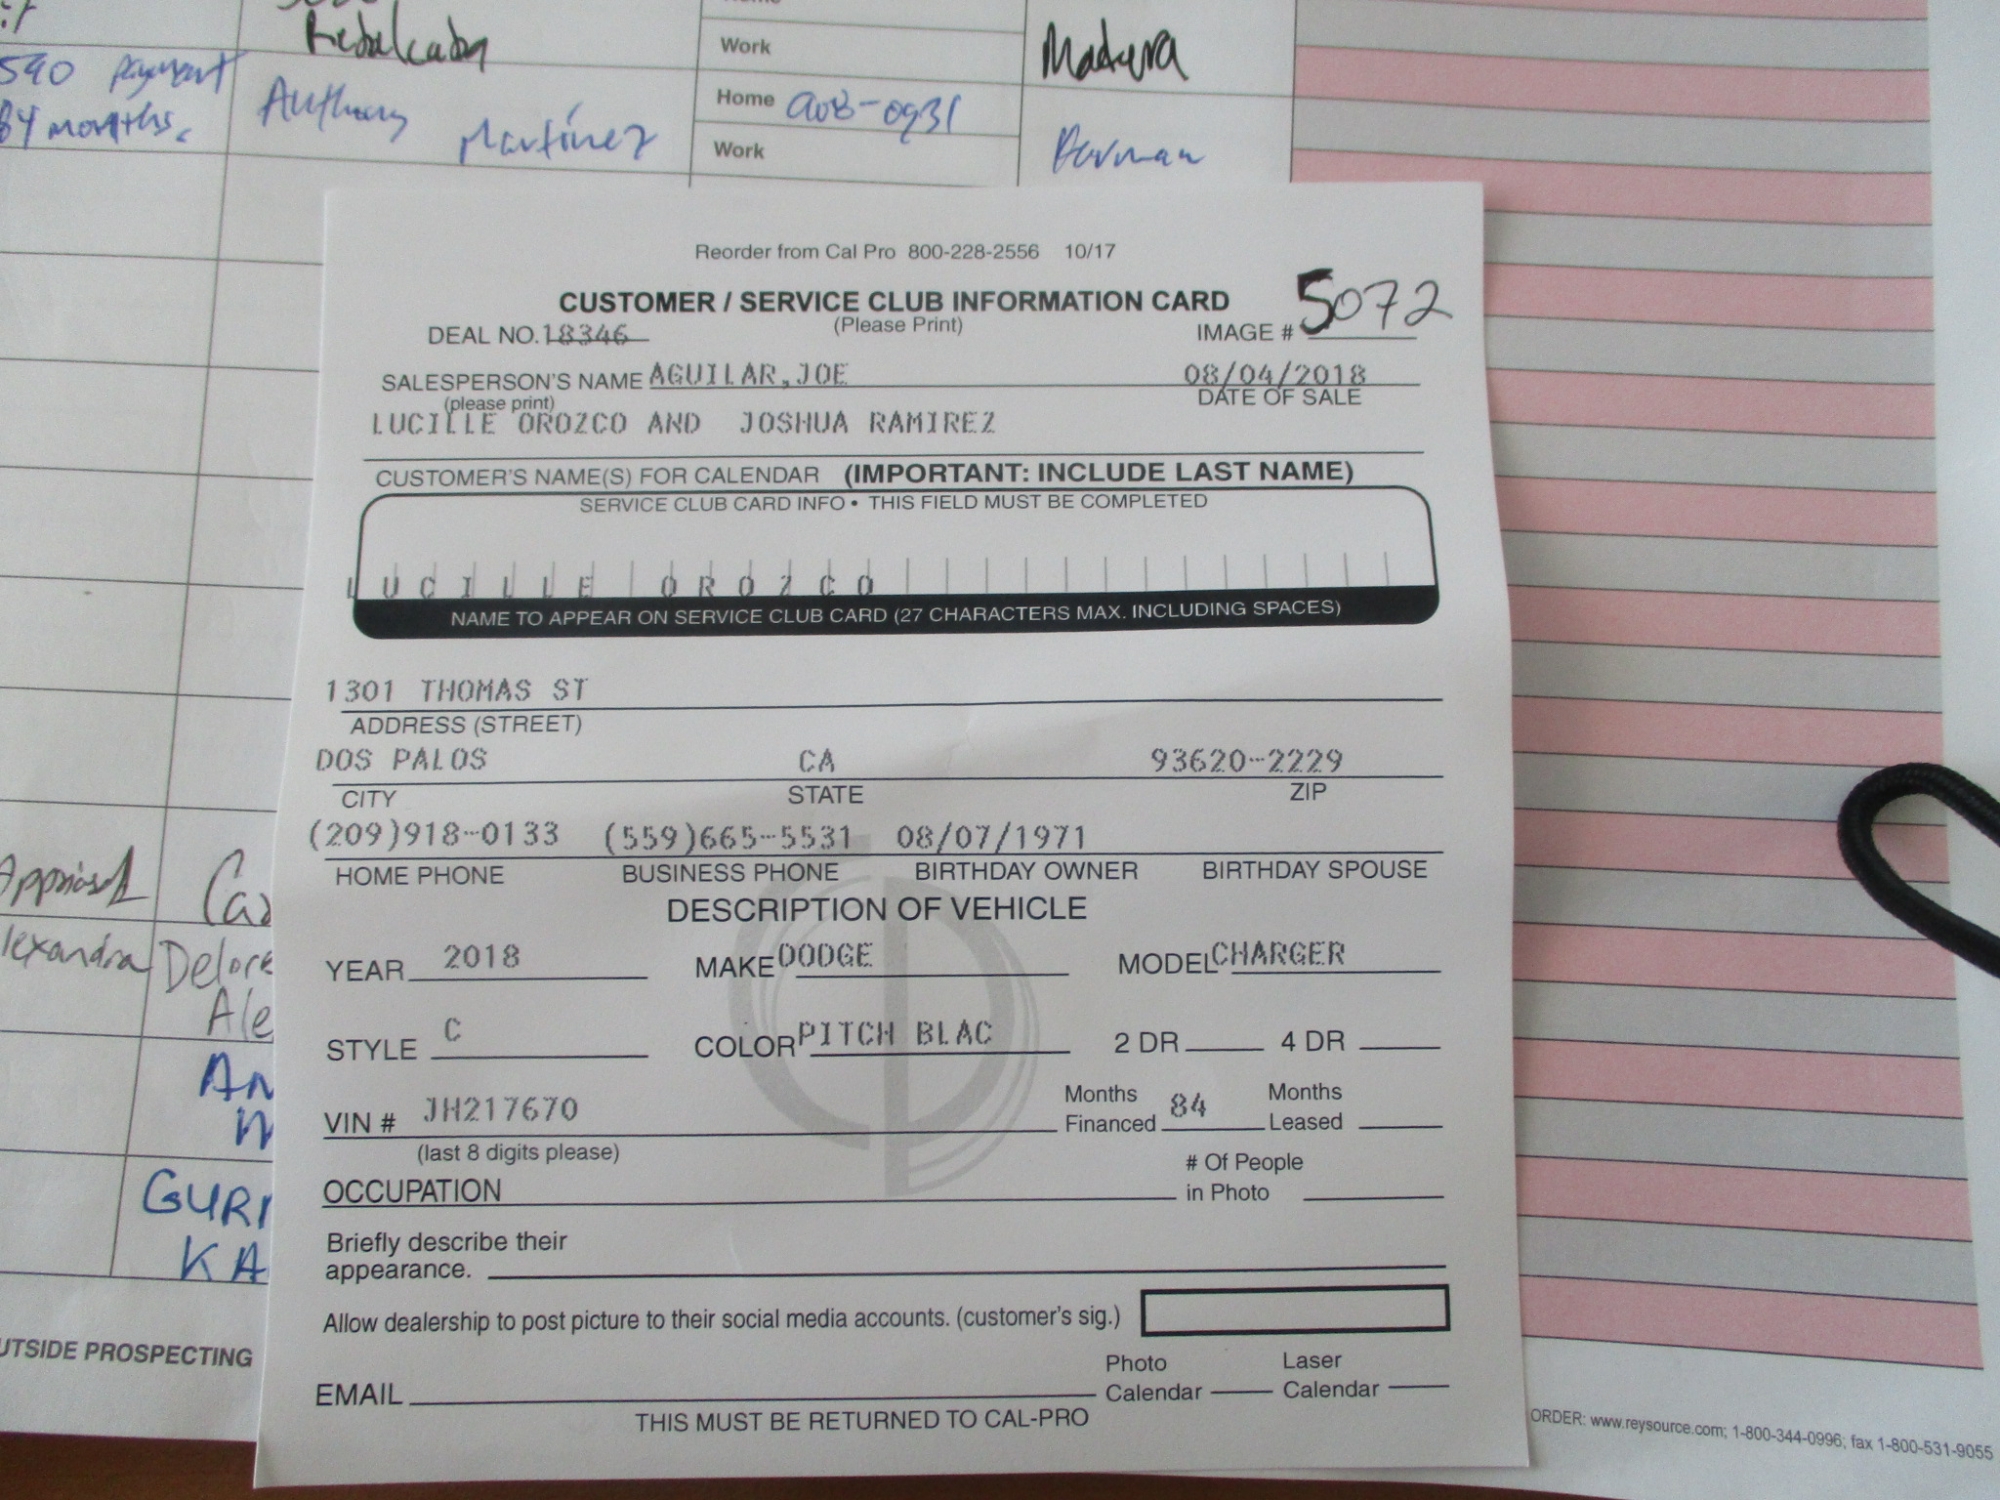 590 payment
84 months.
Anthony Martinez
Work
Madera
Home 908-0931
Work
Reorder from Cal Pro 800-228-2556 10/17
CUSTOMER / SERVICE CLUB INFORMATION CARD
(Please Print)
DEAL NO. 18346
IMAGE # 5072
SALESPERSON'S NAME AGUILAR,JOE
(please print)
08/04/2018
DATE OF SALE
LUCILLE OROZCO AND JOSHUA RAMIREZ
CUSTOMER'S NAME(S) FOR CALENDAR (IMPORTANT: INCLUDE LAST NAME)
SERVICE CLUB CARD INFO • THIS FIELD MUST BE COMPLETED
LUCILLE OROZCO
NAME TO APPEAR ON SERVICE CLUB CARD (27 CHARACTERS MAX. INCLUDING SPACES)
1301 THOMAS ST
ADDRESS (STREET)
DOS PALOS CA 93620-2229
CITY STATE ZIP
(209)918-0133 (559)665-5531 08/07/1971
HOME PHONE BUSINESS PHONE BIRTHDAY OWNER BIRTHDAY SPOUSE
DESCRIPTION OF VEHICLE
YEAR 2018 MAKE DODGE MODEL CHARGER
STYLE C COLOR PITCH BLAC 2 DR 4 DR
VIN # JH217670
(last 8 digits please)
Months Financed 84
Months Leased
OCCUPATION
# Of People in Photo
Briefly describe their
appearance.
Allow dealership to post picture to their social media accounts. (customer's sig.)
EMAIL
Photo Calendar
Laser Calendar
THIS MUST BE RETURNED TO CAL-PRO
Appraisal
lexandra
Delore
Ale
AN
GURI
KA
UTSIDE PROSPECTING
ORDER: www.reysource.com; 1-800-344-0996; fax 1-800-531-9055